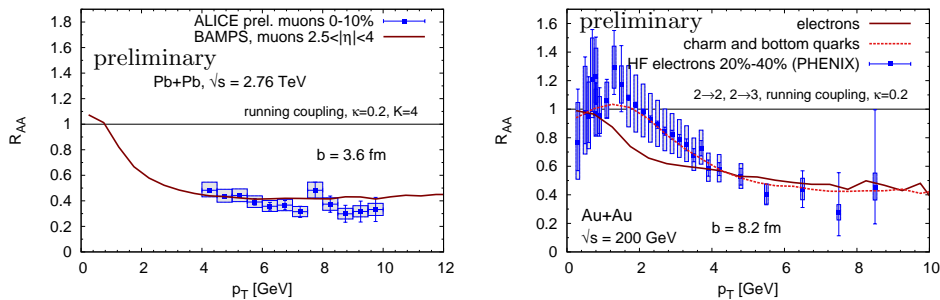 ALICE prel. muons 0-10%
BAMPS, muons 2.5<|η|<4
preliminary
Pb+Pb, √s = 2.76 TeV
running coupling, κ=0.2, K=4
b = 3.6 fm
R_AA
0
0.2
0.4
0.6
0.8
1
1.2
1.4
1.6
1.8
0 2 4 6 8 10 12
p_T [GeV]
preliminary
electrons
charm and bottom quarks
HF electrons 20%-40% (PHENIX)
2→2, 2→3, running coupling, κ=0.2
Au+Au
√s = 200 GeV
b = 8.2 fm
R_AA
0
0.2
0.4
0.6
0.8
1
1.2
1.4
1.6
0 2 4 6 8 10
p_T [GeV]